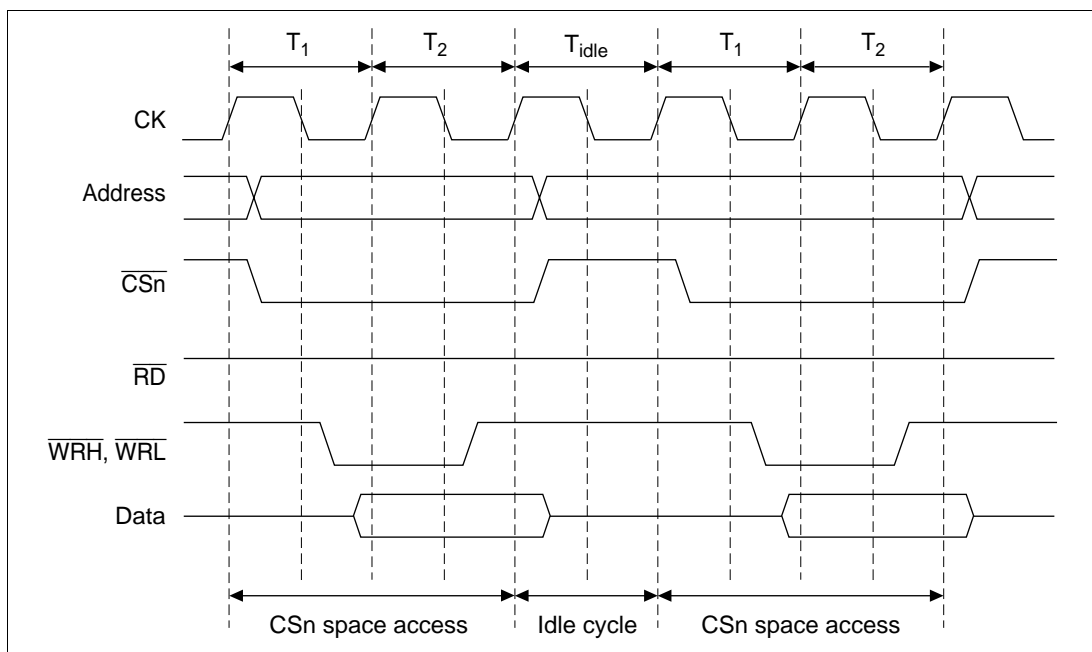 T1 T2 Tidle T1 T2
CK
Address
CSn
RD
WRH, WRL
Data
CSn space access Idle cycle CSn space access